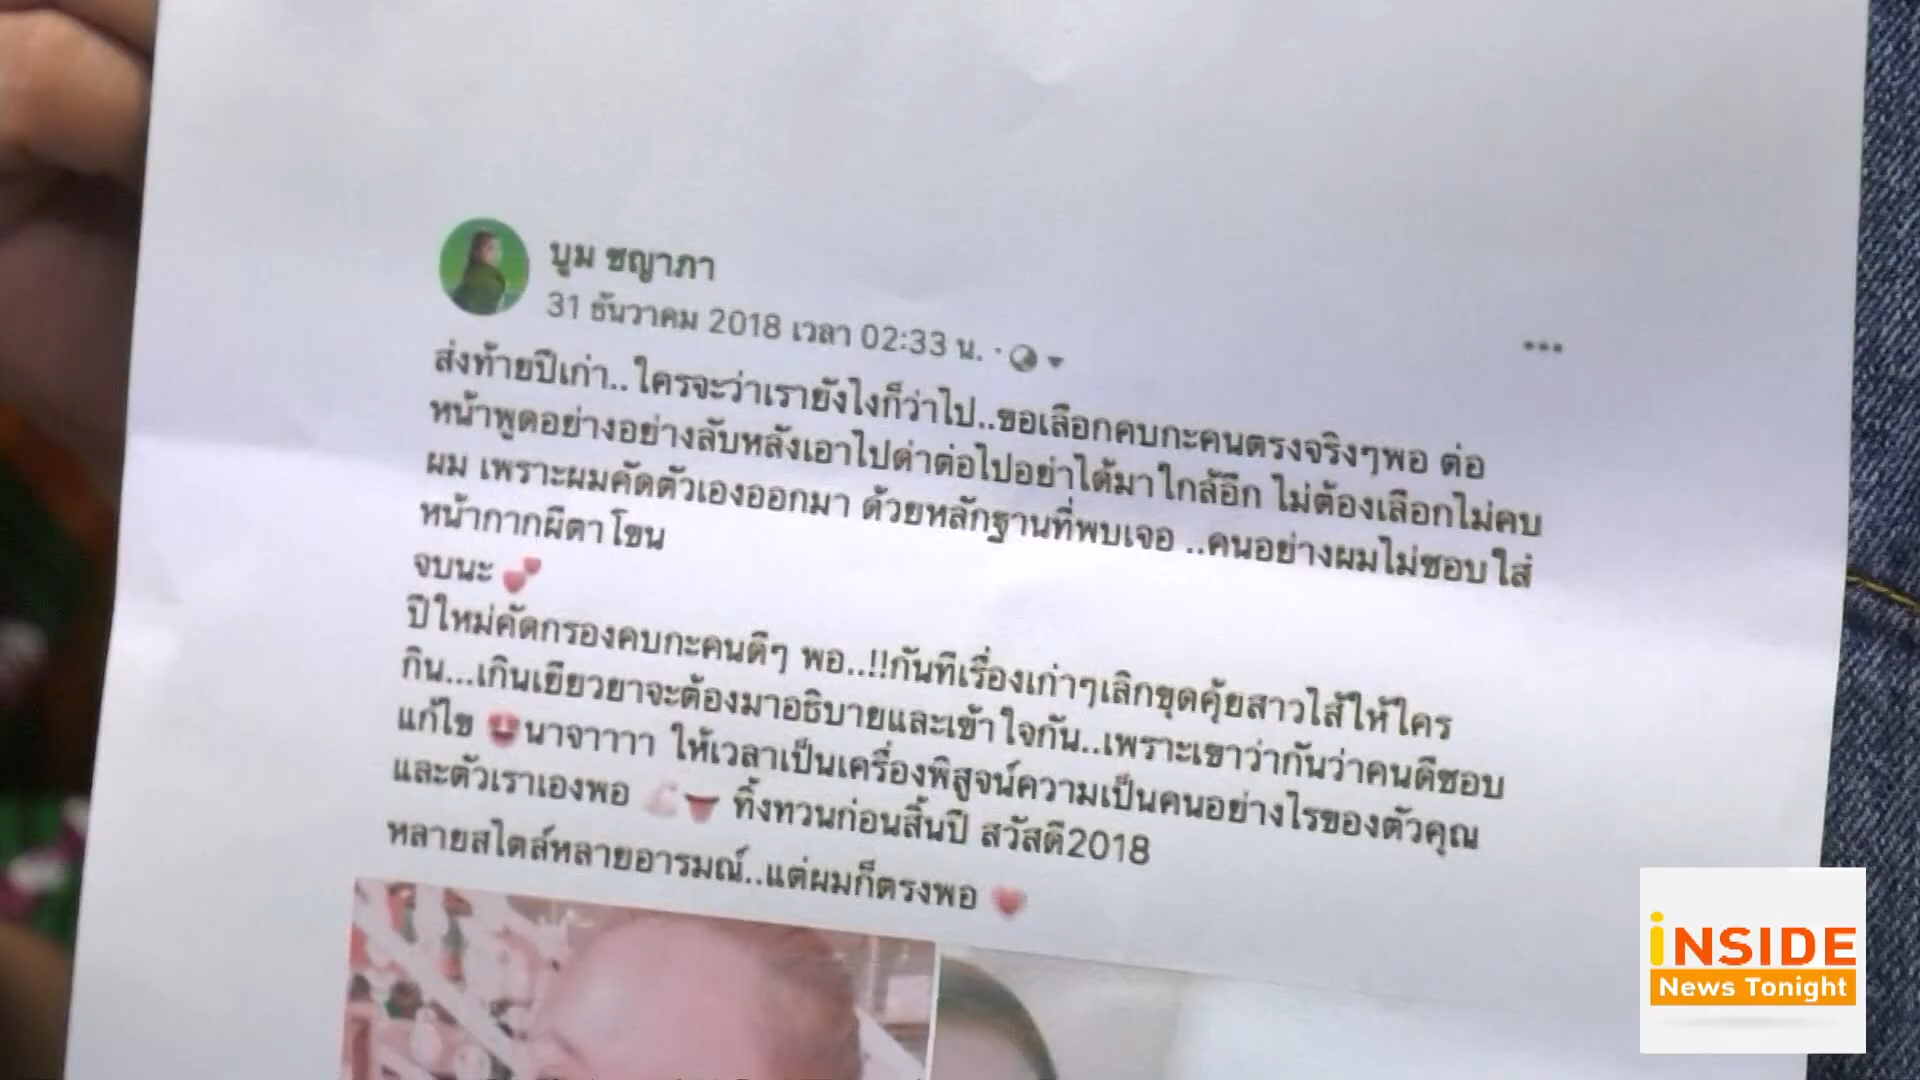 บูม ชญาภา
31 ธันวาคม 2018 เวลา 02:33 น.
ส่งท้ายปีเก่า..ใครจะว่าเรายังไงก็ว่าไป..ขอเลือกคบกะคนตรงจริงๆพอ ต่อ
หน้าพูดอย่างอย่างลับหลังเอาไปด่าต่อไปอย่าได้มาใกล้อีก ไม่ต้องเลือกไม่คบ
ผม เพราะผมคัดตัวเองออกมา ด้วยหลักฐานที่พบเจอ ..คนอย่างผมไม่ชอบใส่
หน้ากากผีตาโขน
จบนะ 💕
ปีใหม่คัดกรองคบกะคนดีๆ พอ..!!กันทีเรื่องเก่าๆเลิกขุดคุ้ยสาวไส้ให้ใคร
กิน...เกินเยียวยาจะต้องมาอธิบายและเข้าใจกัน..เพราะเขาว่ากันว่าคนดีชอบ
แก้ไข นาจาาาา ให้เวลาเป็นเครื่องพิสูจน์ความเป็นคนอย่างไรของตัวคุณ
และตัวเราเองพอ ทิ้งทวนก่อนสิ้นปี สวัสดี2018
หลายสไตล์หลายอารมณ์..แต่ผมก็ตรงพอ ❤
iNSIDE
News Tonight